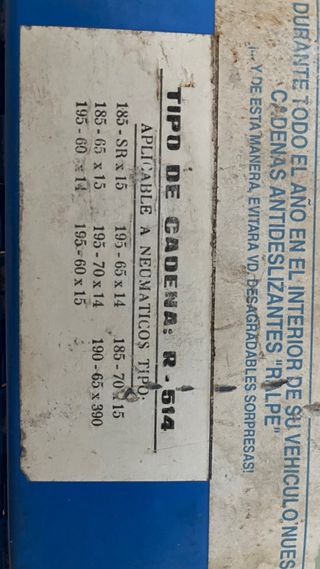 DURANTE TODO EL AÑO EN EL INTERIOR DE SU VEHICULO NUES
CADENAS ANTIDESLIZANTES "RIALPE"
¡...Y DE ESTA MANERA, EVITARA VD. DESAGRADABLES SORPRESAS!
TIPO DE CADENA: R - 514
APLICABLE A NEUMATICOS TIPO:
185 - SR x 15 195 - 65 x 14 185 - 70 x 15
185 - 65 x 15 195 - 70 x 14 190 - 65 x 390
195 - 60 x 14 195 - 60 x 15